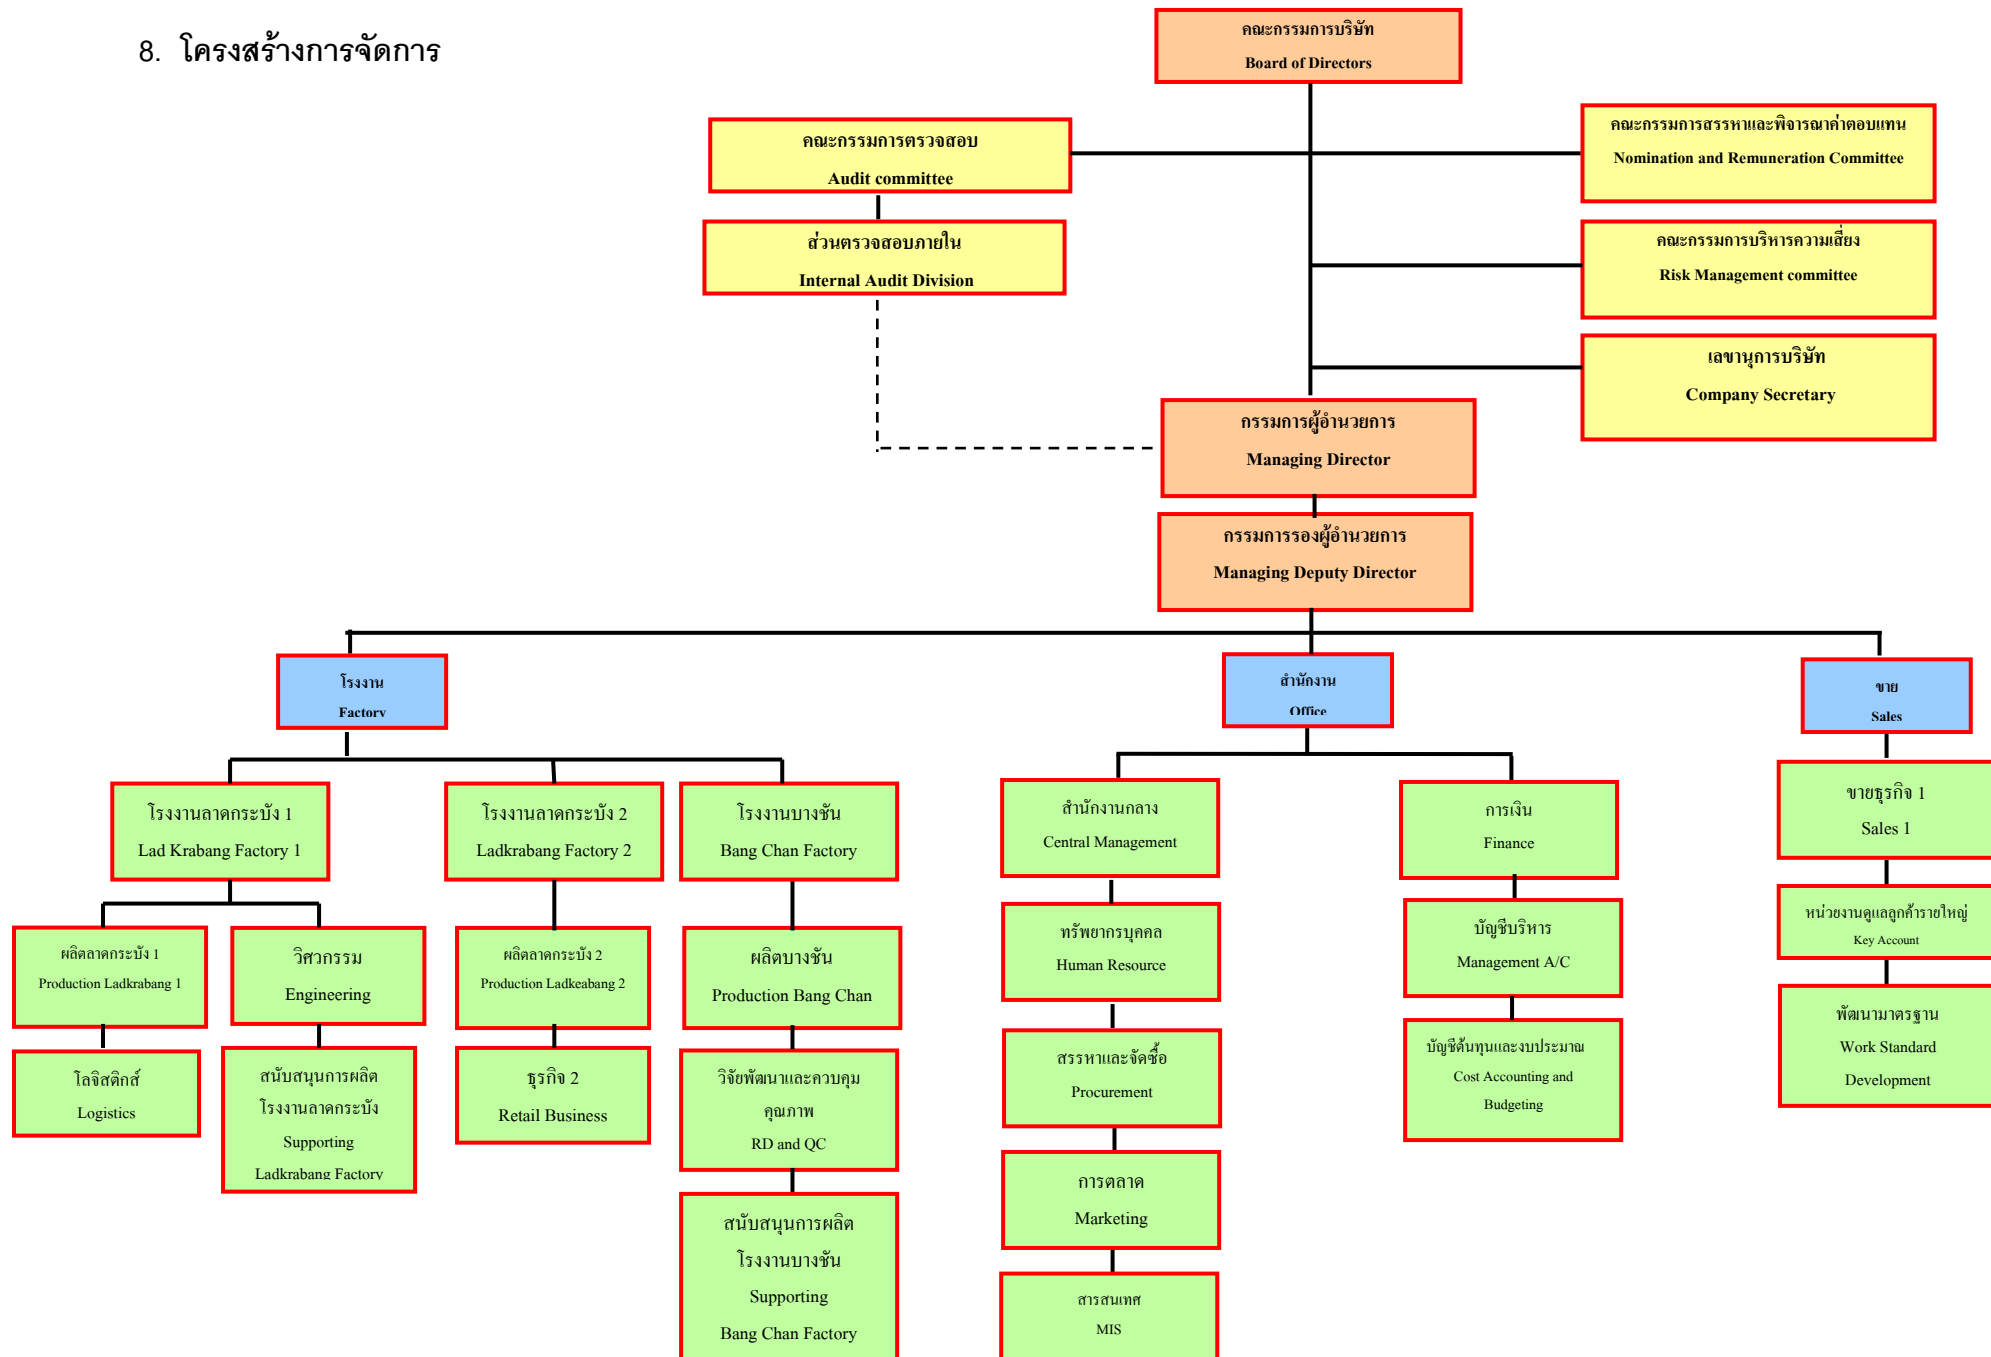 8. โครงสร้างการจัดการ
คณะกรรมการบริษัท
Board of Directors
คณะกรรมการตรวจสอบ
Audit committee
คณะกรรมการสรรหาและพิจารณาค่าตอบแทน
Nomination and Remuneration Committee
ส่วนตรวจสอบภายใน
Internal Audit Division
คณะกรรมการบริหารความเสี่ยง
Risk Management committee
เลขานุการบริษัท
Company Secretary
กรรมการผู้อำนวยการ
Managing Director
กรรมการรองผู้อำนวยการ
Managing Deputy Director
โรงงาน
Factory
สำนักงาน
Office
ขาย
Sales
โรงงานลาดกระบัง 1
Lad Krabang Factory 1
โรงงานลาดกระบัง 2
Ladkrabang Factory 2
โรงงานบางชัน
Bang Chan Factory
สำนักงานกลาง
Central Management
การเงิน
Finance
ขายธุรกิจ 1
Sales 1
ผลิตลาดกระบัง 1
Production Ladkrabang 1
วิศวกรรม
Engineering
ผลิตลาดกระบัง 2
Production Ladkeabang 2
ผลิตบางชัน
Production Bang Chan
ทรัพยากรบุคคล
Human Resource
บัญชีบริหาร
Management A/C
หน่วยงานดูแลลูกค้ารายใหญ่
Key Account
โลจิสติกส์
Logistics
สนับสนุนการผลิต
โรงงานลาดกระบัง
Supporting
Ladkrabang Factory
ธุรกิจ 2
Retail Business
วิจัยพัฒนาและควบคุม
คุณภาพ
RD and QC
สรรหาและจัดซื้อ
Procurement
บัญชีต้นทุนและงบประมาณ
Cost Accounting and
Budgeting
พัฒนามาตรฐาน
Work Standard
Development
สนับสนุนการผลิต
โรงงานบางชัน
Supporting
Bang Chan Factory
การตลาด
Marketing
สารสนเทศ
MIS